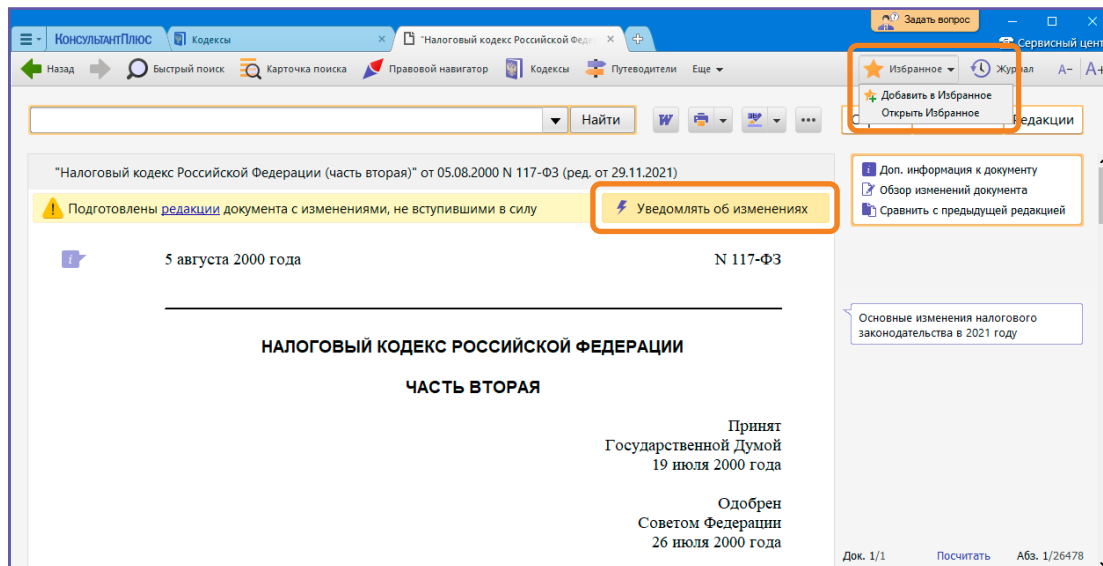 Задать вопрос
КонсультантПлюс
Кодексы
"Налоговый кодекс Российской Феде
Сервисный цент
Назад
Быстрый поиск
Карточка поиска
Правовой навигатор
Кодексы
Путеводители
Еще
Избранное
Журнал
А-
А+
Добавить в Избранное
Открыть Избранное
Найти
Редакции
"Налоговый кодекс Российской Федерации (часть вторая)" от 05.08.2000 N 117-ФЗ (ред. от 29.11.2021)
Подготовлены редакции документа с изменениями, не вступившими в силу
Уведомлять об изменениях
Доп. информация к документу
Обзор изменений документа
Сравнить с предыдущей редакцией
5 августа 2000 года
N 117-ФЗ
Основные изменения налогового
законодательства в 2021 году
НАЛОГОВЫЙ КОДЕКС РОССИЙСКОЙ ФЕДЕРАЦИИ
ЧАСТЬ ВТОРАЯ
Принят
Государственной Думой
19 июля 2000 года
Одобрен
Советом Федерации
26 июля 2000 года
Док. 1/1
Посчитать
Абз. 1/26478